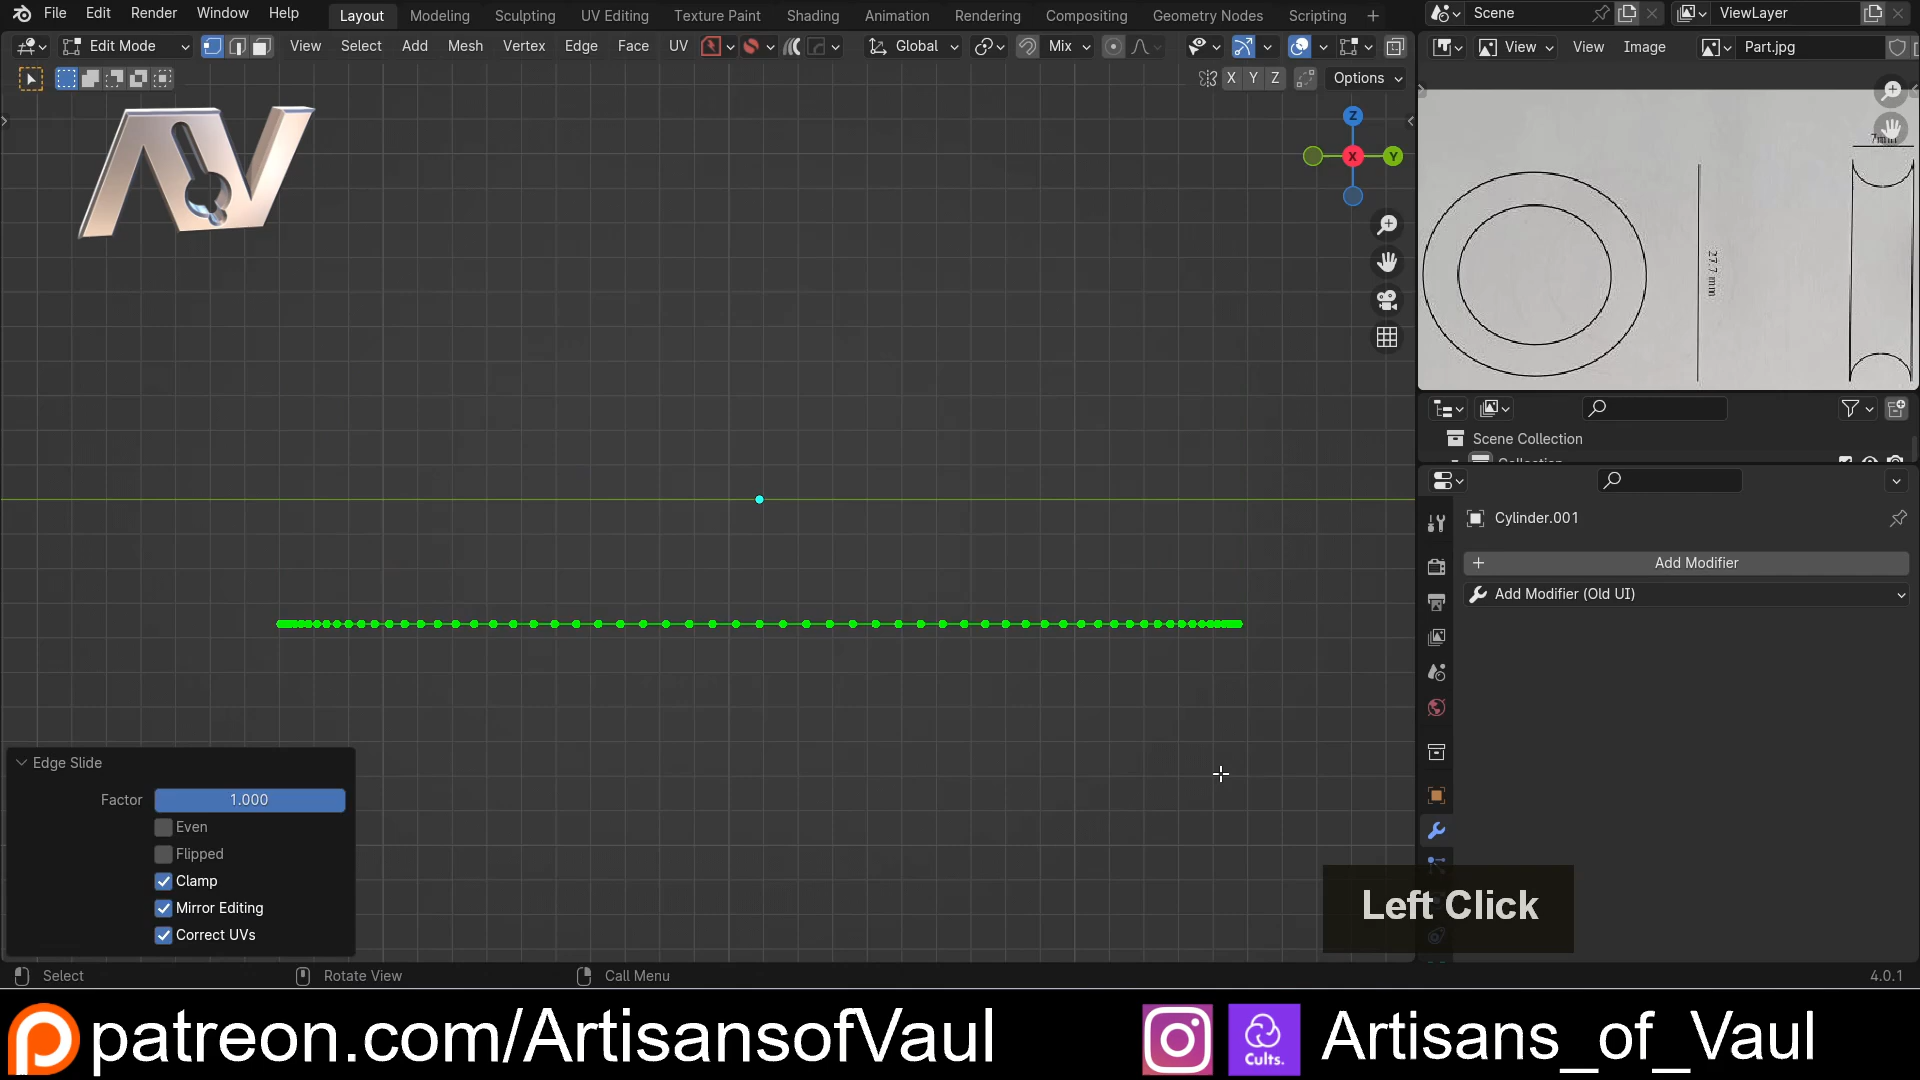 File Edit Render Window Help Layout Modeling Sculpting UV Editing Texture Paint Shading Animation Rendering Compositing Geometry Nodes Scripting + Scene ViewLayer
Edit Mode View Select Add Mesh Vertex Edge Face UV Global Mix View View Image Part.jpg
X Y Z Options
AV
Z
X
Y
7mm
27.7 mm
Scene Collection
Collection
Cylinder.001
Add Modifier
Add Modifier (Old UI)
Edge Slide
Factor 1.000
Even
Flipped
Clamp
Mirror Editing
Correct UVs
Left Click
Select Rotate View Call Menu 4.0.1
patreon.com/ArtisansofVaul Cults. Artisans_of_Vaul